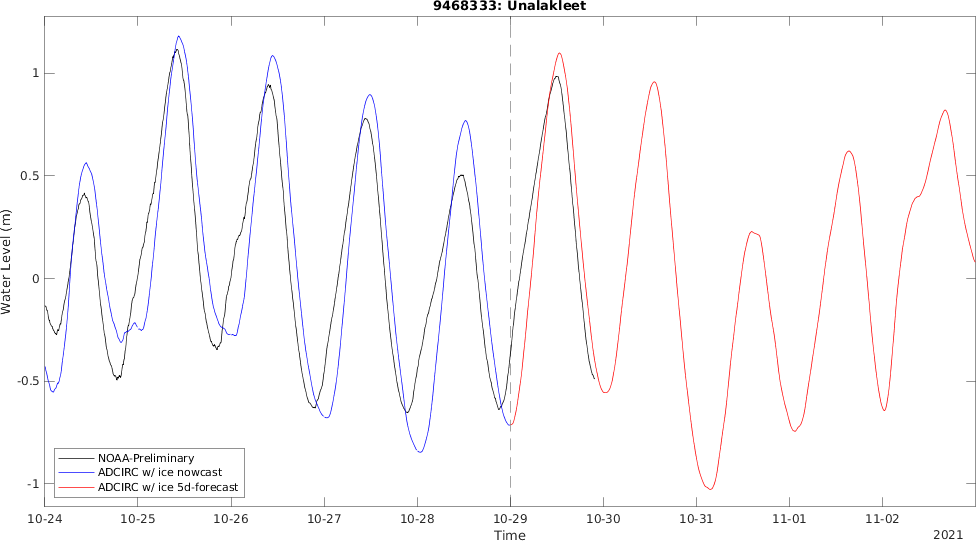 9468333: Unalakleet
1
0.5
0
-0.5
-1
Water Level (m)
NOAA-Preliminary
ADCIRC w/ ice nowcast
ADCIRC w/ ice 5d-forecast
10-24 10-25 10-26 10-27 10-28 10-29 10-30 10-31 11-01 11-02
Time
2021